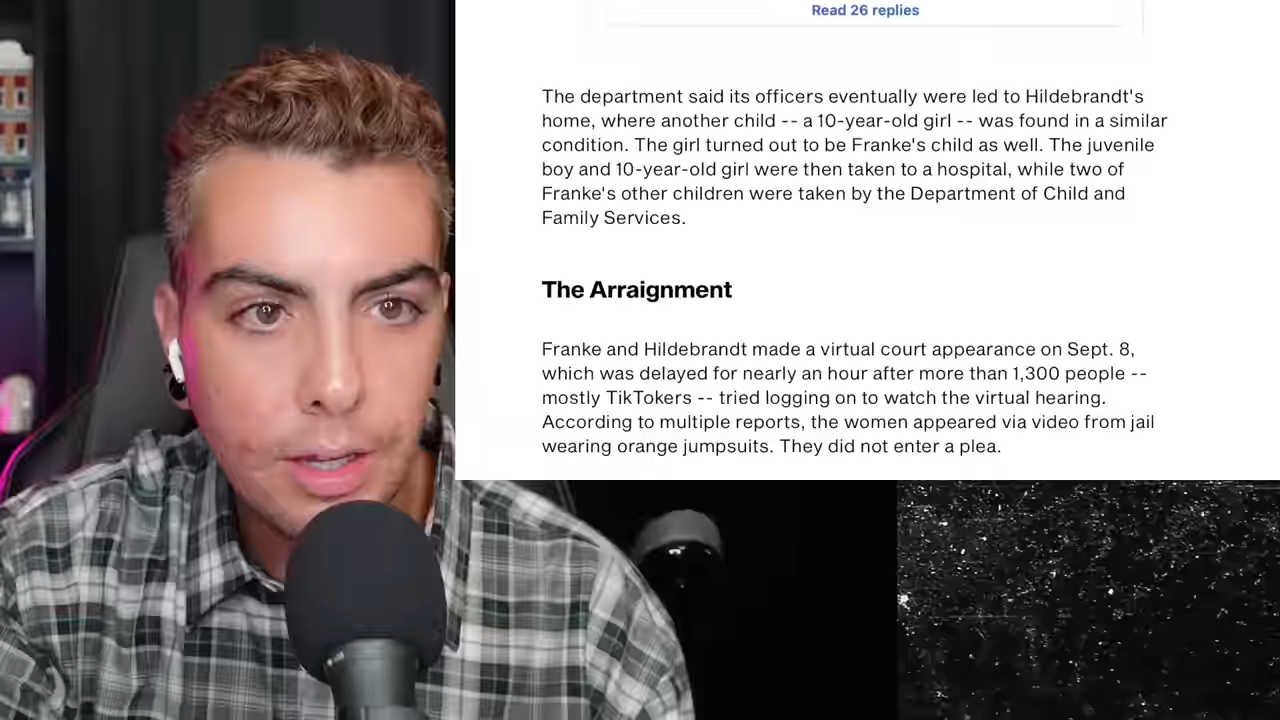 Read 26 replies
The department said its officers eventually were led to Hildebrandt's
home, where another child -- a 10-year-old girl -- was found in a similar
condition. The girl turned out to be Franke's child as well. The juvenile
boy and 10-year-old girl were then taken to a hospital, while two of
Franke's other children were taken by the Department of Child and
Family Services.
The Arraignment
Franke and Hildebrandt made a virtual court appearance on Sept. 8,
which was delayed for nearly an hour after more than 1,300 people --
mostly TikTokers -- tried logging on to watch the virtual hearing.
According to multiple reports, the women appeared via video from jail
wearing orange jumpsuits. They did not enter a plea.